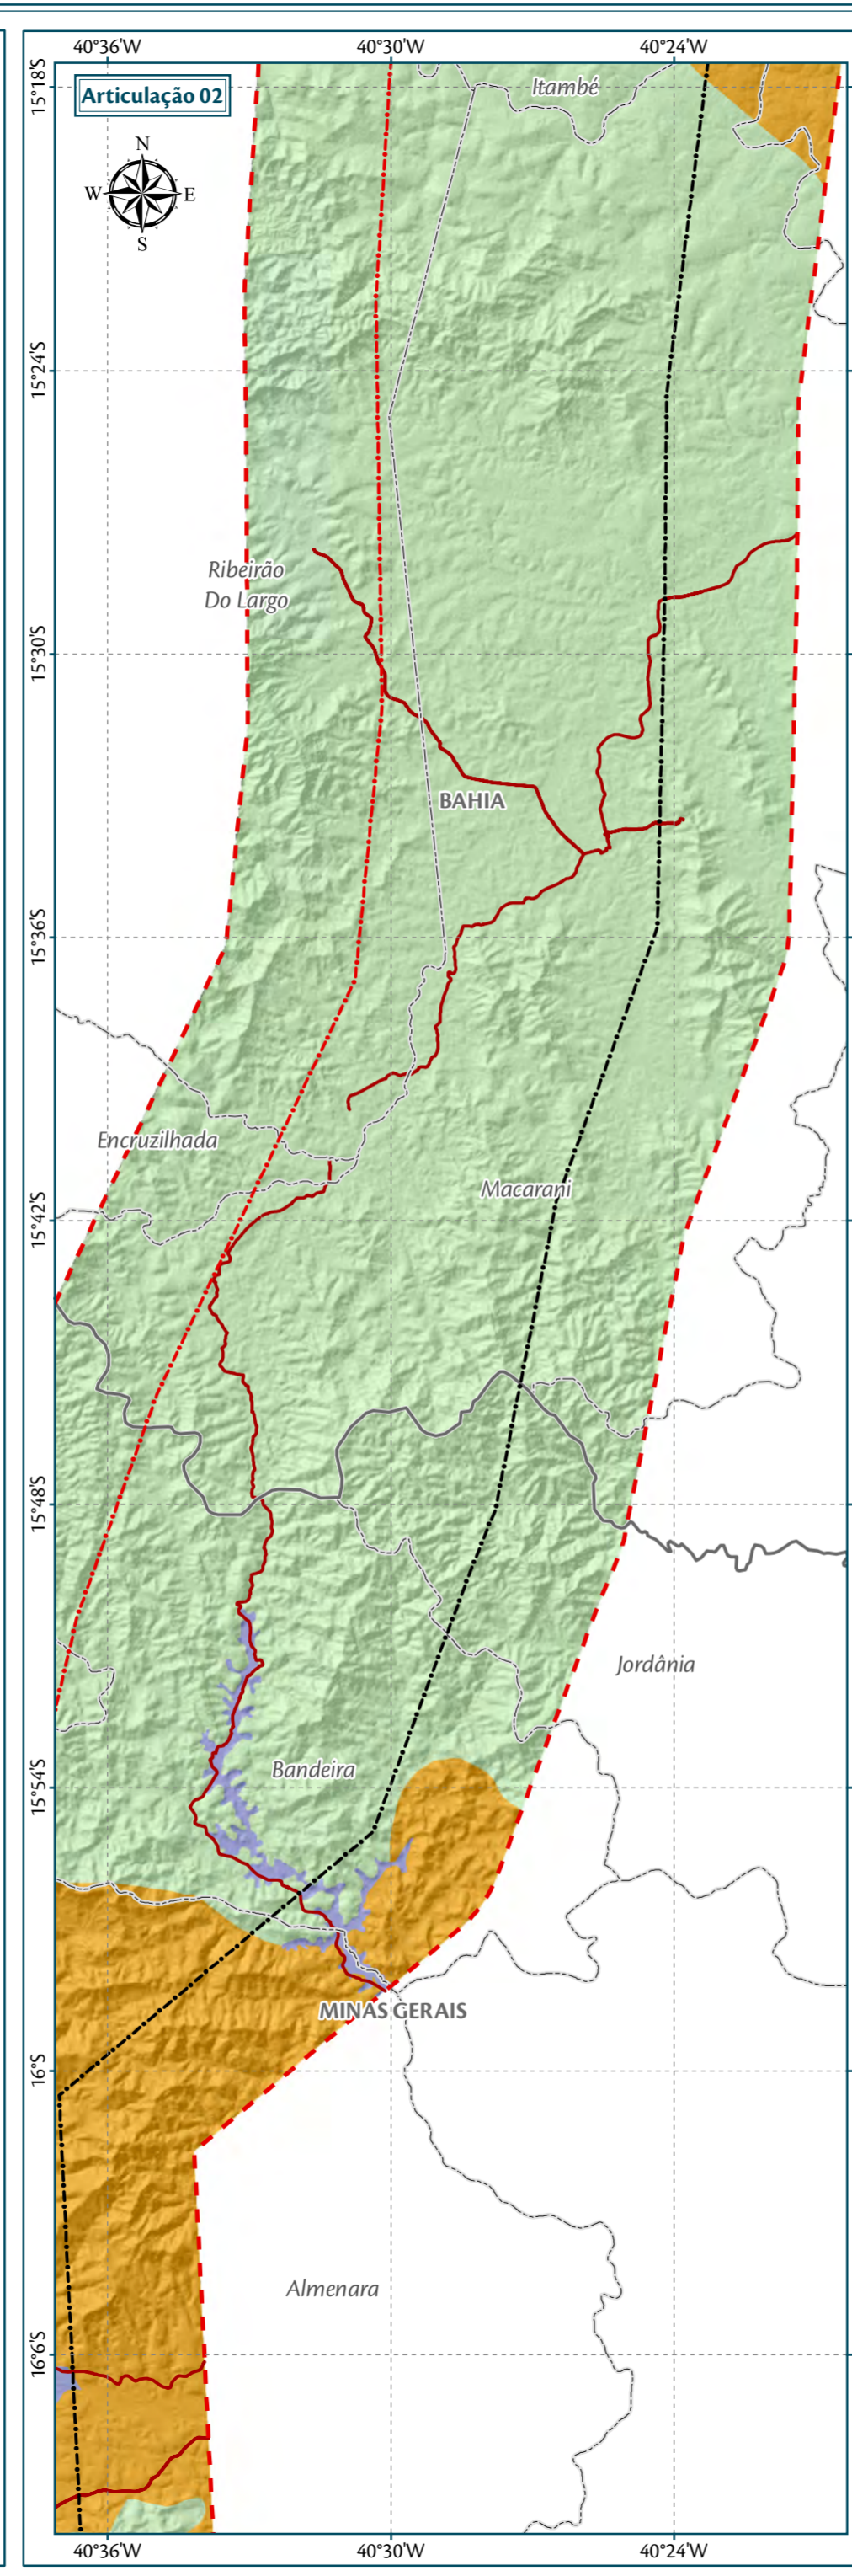 40°36'W 40°30'W 40°24'W
15°18'S
Articulação 02
Itambé
N
W E
S
15°24'S
Ribeirão
Do Largo
15°30'S
BAHIA
15°36'S
Encruzilhada
Macarani
15°42'S
15°48'S
Jordânia
Bandeira
15°54'S
MINAS GERAIS
16°S
Almenara
16°6'S
40°36'W 40°30'W 40°24'W